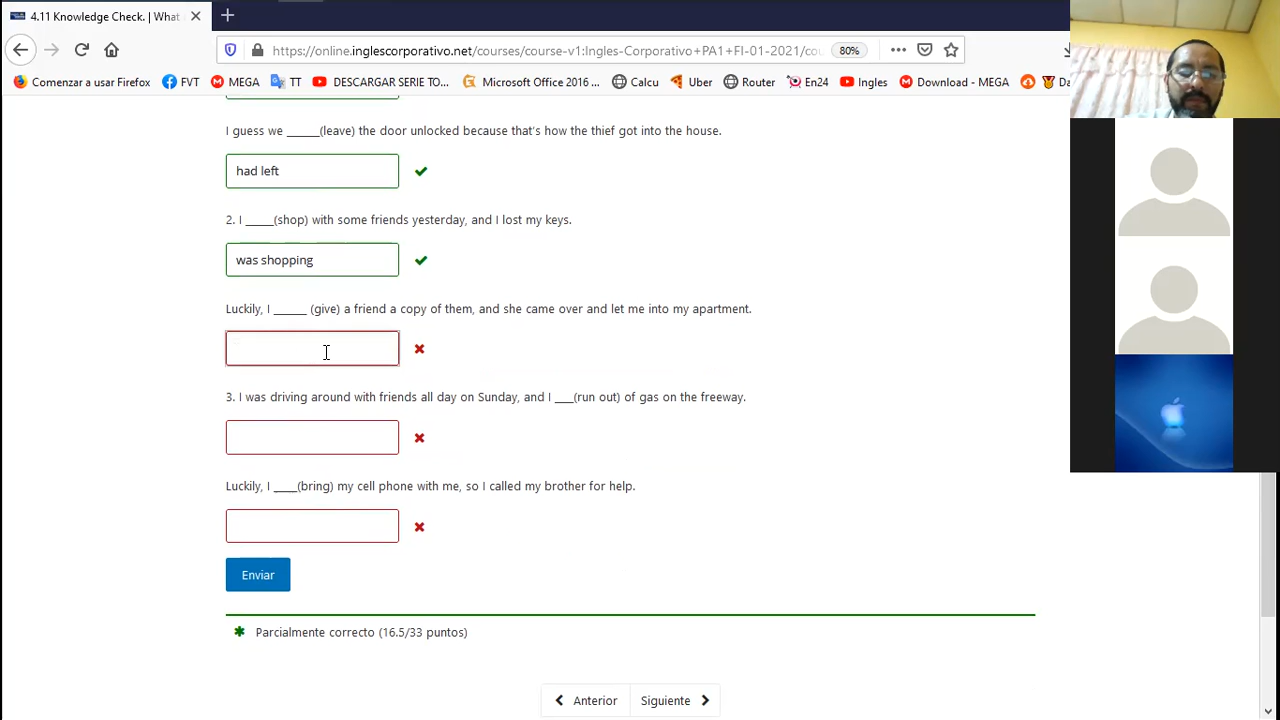 4.11 Knowledge Check. | What
https://online.inglescorporativo.net/courses/course-v1:Ingles-Corporativo+PA1+FI-01-2021/cou
80%
Comenzar a usar Firefox
FVT
MEGA
TT
DESCARGAR SERIE TO...
Microsoft Office 2016 ...
Calcu
Uber
Router
En24
Ingles
Download - MEGA
Da
I guess we ______(leave) the door unlocked because that's how the thief got into the house.
had left
2. I _____(shop) with some friends yesterday, and I lost my keys.
was shopping
Luckily, I ______ (give) a friend a copy of them, and she came over and let me into my apartment.
3. I was driving around with friends all day on Sunday, and I ___(run out) of gas on the freeway.
Luckily, I ____(bring) my cell phone with me, so I called my brother for help.
Enviar
Parcialmente correcto (16.5/33 puntos)
Anterior
Siguiente